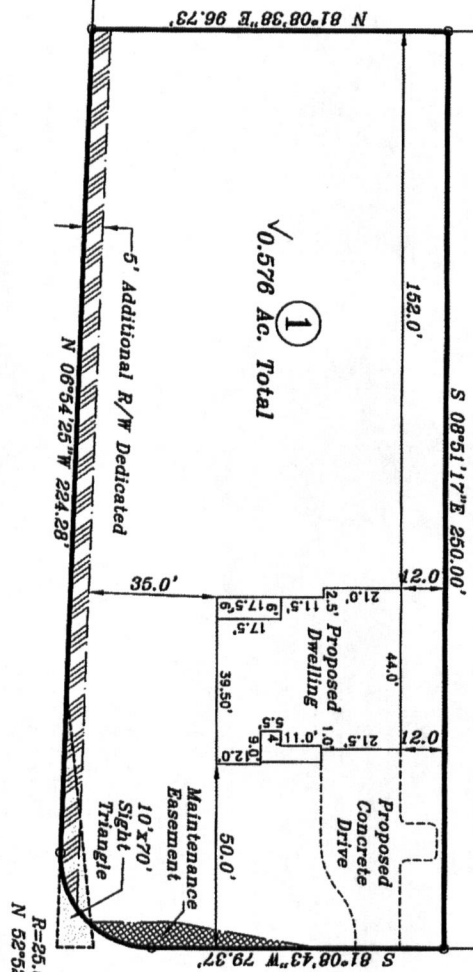 N 81°08'38"E 96.73'
S 08°51'17"E 250.00'
152.0'
1
√0.576 Ac. Total
5' Additional R/W Dedicated
N 06°54'25"W 224.28'
35.0'
12.0
21.0'
2.5'
11.5'
6'
17.5'
6'
17.5'
Proposed
Dwelling
44.0'
39.50'
12.0
21.5'
1.0'
11.0'
4'
5.5'
9.0'
12.0'
50.0'
Proposed
Concrete
Drive
Maintenance
Easement
10'x70'
Sight
Triangle
S 81°08'43"W 79.37'
R=25.
N 52°5